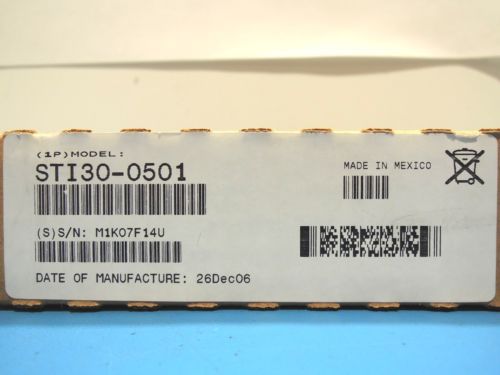 (1P)MODEL:
STI30-0501
MADE IN MEXICO
(S)S/N: M1K07F14U
DATE OF MANUFACTURE: 26Dec06